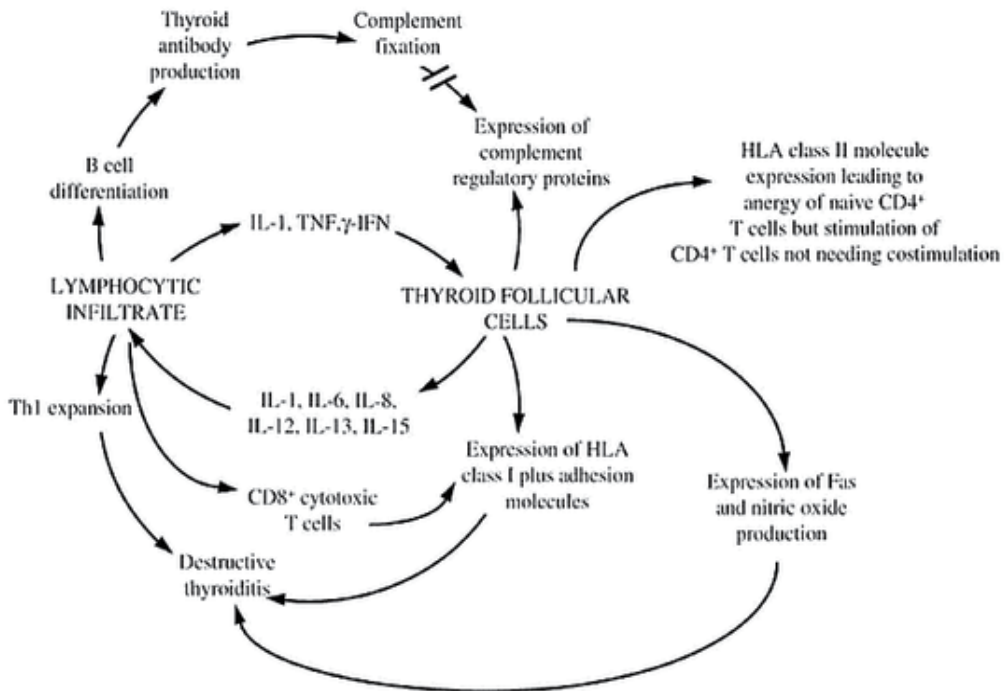 Thyroid
antibody
production
Complement
fixation
Expression of
complement
regulatory proteins
HLA class II molecule
expression leading to
anergy of naive CD4⁺
T cells but stimulation of
CD4⁺ T cells not needing costimulation
B cell
differentiation
IL-1, TNF,γ-IFN
LYMPHOCYTIC
INFILTRATE
THYROID FOLLICULAR
CELLS
Th1 expansion
IL-1, IL-6, IL-8,
IL-12, IL-13, IL-15
Expression of HLA
class I plus adhesion
molecules
CD8⁺ cytotoxic
T cells
Expression of Fas
and nitric oxide
production
Destructive
thyroiditis